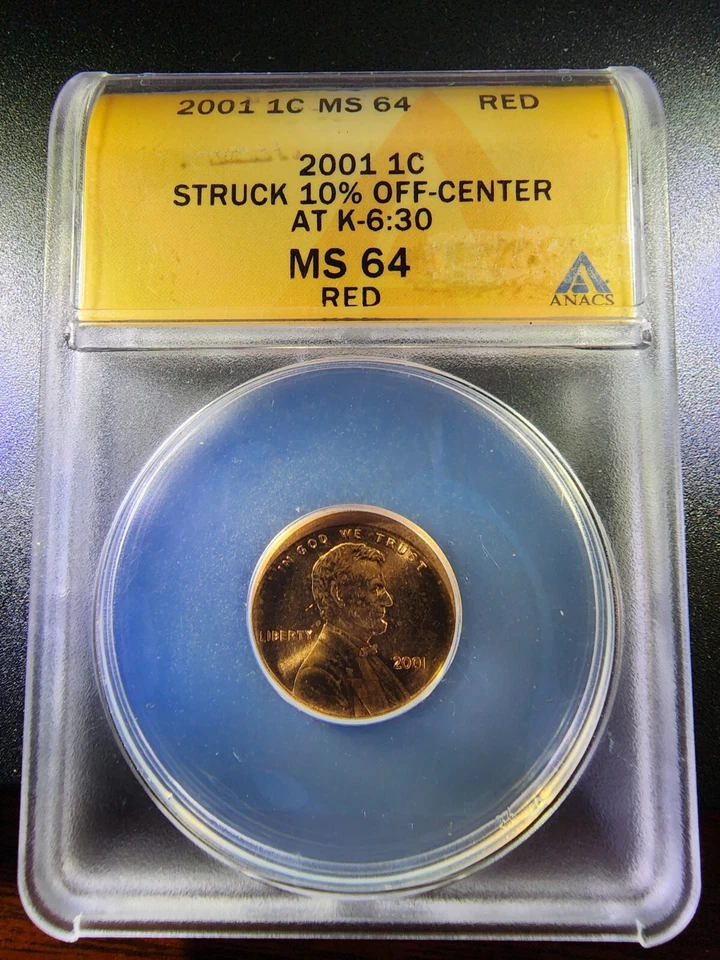 2001 1C MS 64 RED
2001 1C
STRUCK 10% OFF-CENTER
AT K-6:30
MS 64
RED
ANACS
IN GOD WE TRUST
LIBERTY
2001